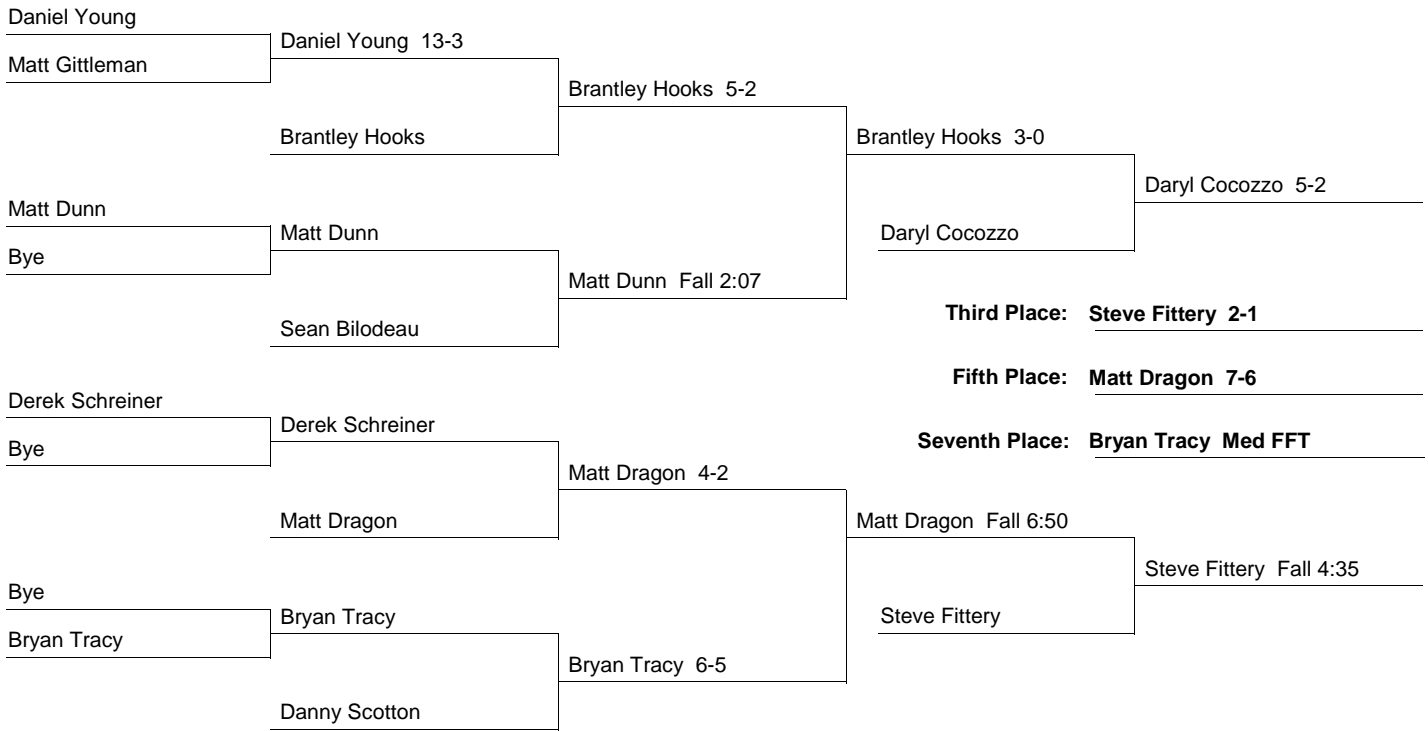 Daniel Young
Daniel Young 13-3
Matt Gittleman
Brantley Hooks 5-2
Brantley Hooks
Brantley Hooks 3-0
Daryl Cocozzo 5-2
Matt Dunn
Matt Dunn
Daryl Cocozzo
Bye
Matt Dunn Fall 2:07
Third Place: Steve Fittery 2-1
Sean Bilodeau
Fifth Place: Matt Dragon 7-6
Derek Schreiner
Derek Schreiner
Seventh Place: Bryan Tracy Med FFT
Bye
Matt Dragon 4-2
Matt Dragon
Matt Dragon Fall 6:50
Steve Fittery Fall 4:35
Bye
Bryan Tracy
Steve Fittery
Bryan Tracy
Bryan Tracy 6-5
Danny Scotton